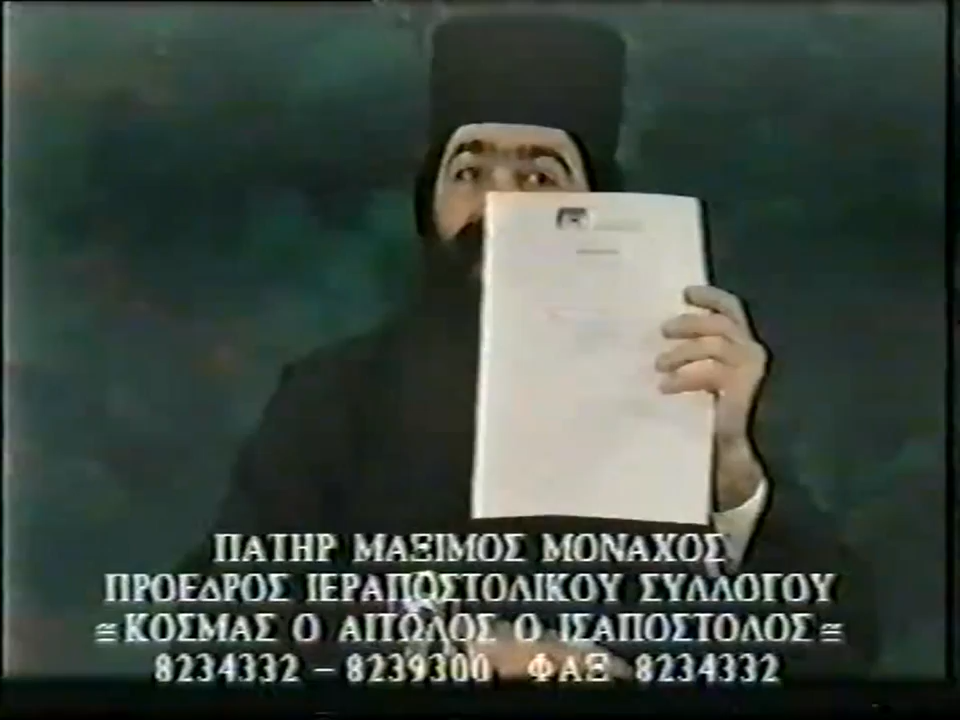 ΠΑΤΗΡ ΜΑΞΙΜΟΣ ΜΟΝΑΧΟΣ
ΠΡΟΕΔΡΟΣ ΙΕΡΑΠΟΣΤΟΛΙΚΟΥ ΣΥΛΛΟΓΟΥ
≅ΚΟΣΜΑΣ Ο ΑΙΤΩΛΟΣ Ο ΙΣΑΠΟΣΤΟΛΟΣ≅
8234332 – 8239300 ΦΑΞ 8234332